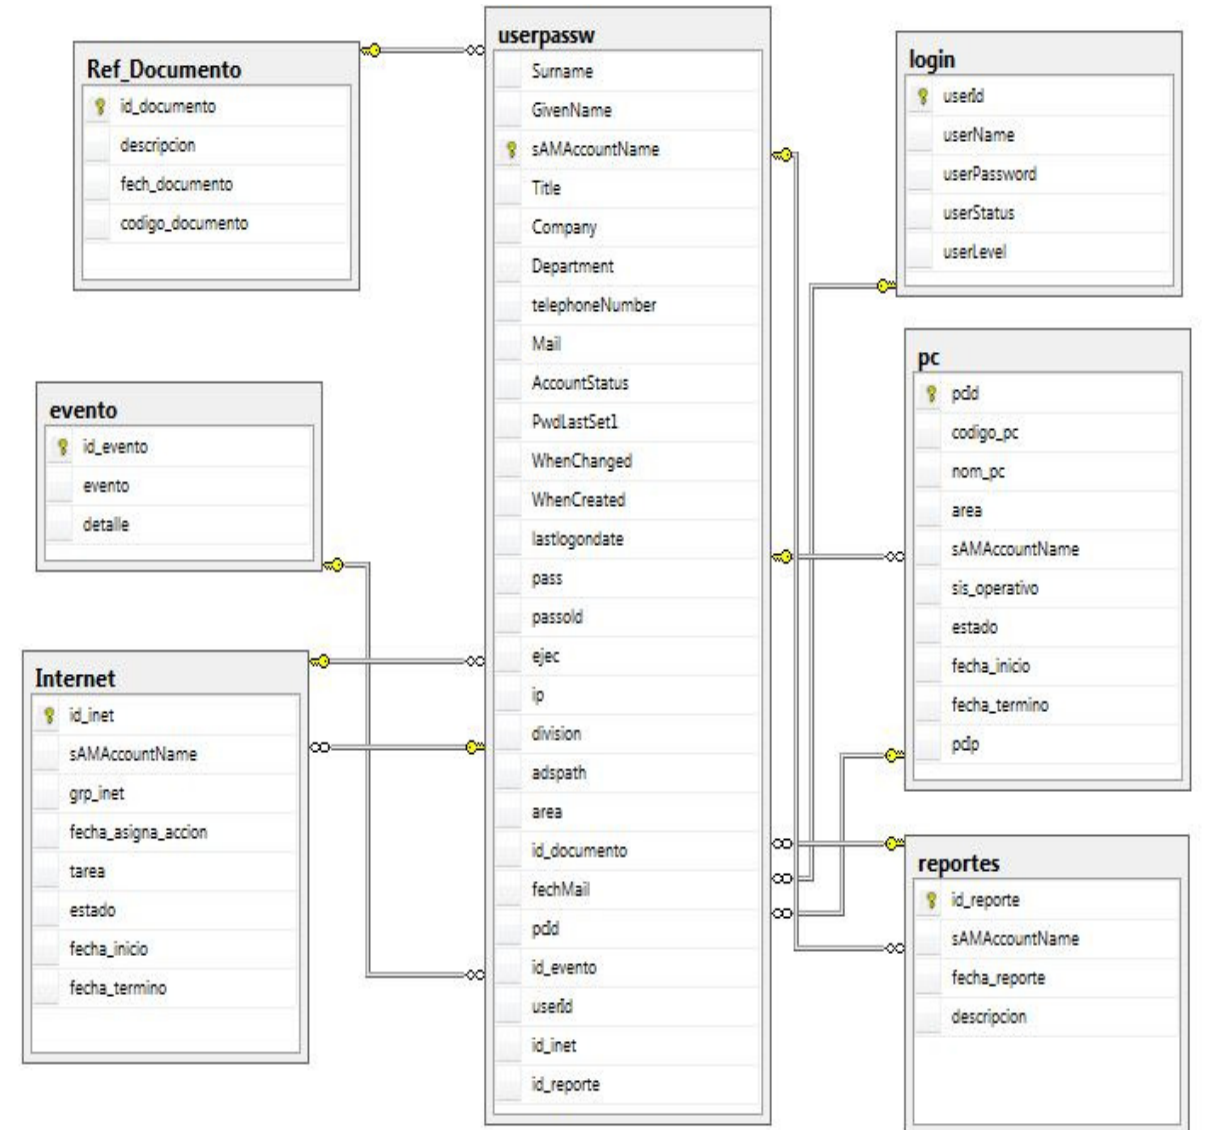 Ref_Documento
id_documento
descripcion
fech_documento
codigo_documento
evento
id_evento
evento
detalle
Internet
id_inet
sAMAccountName
grp_inet
fecha_asigna_accion
tarea
estado
fecha_inicio
fecha_termino
userpassw
Surname
GivenName
sAMAccountName
Title
Company
Department
telephoneNumber
Mail
AccountStatus
PwdLastSet1
WhenChanged
WhenCreated
lastlogondate
pass
passold
ejec
ip
division
adspath
area
id_documento
fechMail
pcId
id_evento
userId
id_inet
id_reporte
login
userId
userName
userPassword
userStatus
userLevel
pc
pcId
codigo_pc
nom_pc
area
sAMAccountName
sis_operativo
estado
fecha_inicio
fecha_termino
pcIp
reportes
id_reporte
sAMAccountName
fecha_reporte
descripcion